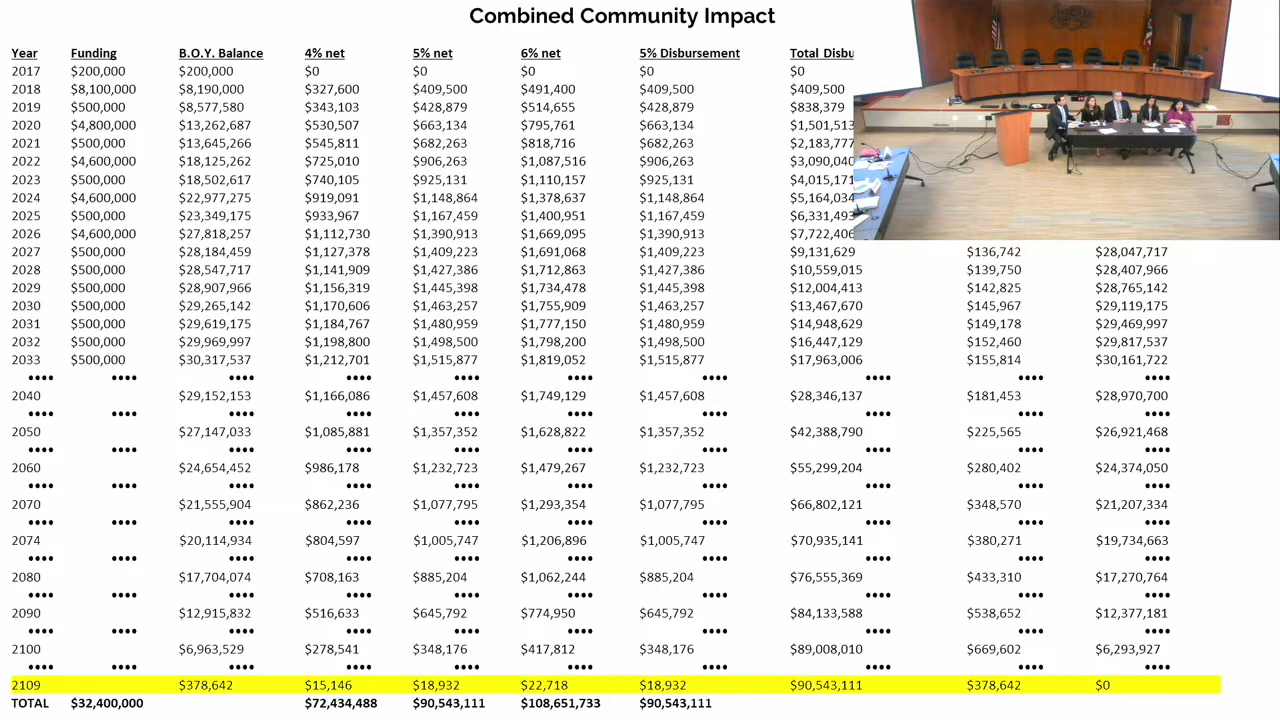 Combined Community Impact
Year Funding B.O.Y. Balance 4% net 5% net 6% net 5% Disbursement Total Disbu
2017 $200,000 $200,000 $0 $0 $0 $0 $0
2018 $8,100,000 $8,190,000 $327,600 $409,500 $491,400 $409,500 $409,500
2019 $500,000 $8,577,580 $343,103 $428,879 $514,655 $428,879 $838,379
2020 $4,800,000 $13,262,687 $530,507 $663,134 $795,761 $663,134 $1,501,513
2021 $500,000 $13,645,266 $545,811 $682,263 $818,716 $682,263 $2,183,777
2022 $4,600,000 $18,125,262 $725,010 $906,263 $1,087,516 $906,263 $3,090,040
2023 $500,000 $18,502,617 $740,105 $925,131 $1,110,157 $925,131 $4,015,171
2024 $4,600,000 $22,977,275 $919,091 $1,148,864 $1,378,637 $1,148,864 $5,164,034
2025 $500,000 $23,349,175 $933,967 $1,167,459 $1,400,951 $1,167,459 $6,331,493
2026 $4,600,000 $27,818,257 $1,112,730 $1,390,913 $1,669,095 $1,390,913 $7,722,406
2027 $500,000 $28,184,459 $1,127,378 $1,409,223 $1,691,068 $1,409,223 $9,131,629 $136,742 $28,047,717
2028 $500,000 $28,547,717 $1,141,909 $1,427,386 $1,712,863 $1,427,386 $10,559,015 $139,750 $28,407,966
2029 $500,000 $28,907,966 $1,156,319 $1,445,398 $1,734,478 $1,445,398 $12,004,413 $142,825 $28,765,142
2030 $500,000 $29,265,142 $1,170,606 $1,463,257 $1,755,909 $1,463,257 $13,467,670 $145,967 $29,119,175
2031 $500,000 $29,619,175 $1,184,767 $1,480,959 $1,777,150 $1,480,959 $14,948,629 $149,178 $29,469,997
2032 $500,000 $29,969,997 $1,198,800 $1,498,500 $1,798,200 $1,498,500 $16,447,129 $152,460 $29,817,537
2033 $500,000 $30,317,537 $1,212,701 $1,515,877 $1,819,052 $1,515,877 $17,963,006 $155,814 $30,161,722
•••• •••• •••• •••• •••• •••• •••• •••• •••• ••••
2040 $29,152,153 $1,166,086 $1,457,608 $1,749,129 $1,457,608 $28,346,137 $181,453 $28,970,700
•••• •••• •••• •••• •••• •••• •••• •••• •••• ••••
2050 $27,147,033 $1,085,881 $1,357,352 $1,628,822 $1,357,352 $42,388,790 $225,565 $26,921,468
•••• •••• •••• •••• •••• •••• •••• •••• •••• ••••
2060 $24,654,452 $986,178 $1,232,723 $1,479,267 $1,232,723 $55,299,204 $280,402 $24,374,050
•••• •••• •••• •••• •••• •••• •••• •••• •••• ••••
2070 $21,555,904 $862,236 $1,077,795 $1,293,354 $1,077,795 $66,802,121 $348,570 $21,207,334
•••• •••• •••• •••• •••• •••• •••• •••• •••• ••••
2074 $20,114,934 $804,597 $1,005,747 $1,206,896 $1,005,747 $70,935,141 $380,271 $19,734,663
•••• •••• •••• •••• •••• •••• •••• •••• •••• ••••
2080 $17,704,074 $708,163 $885,204 $1,062,244 $885,204 $76,555,369 $433,310 $17,270,764
•••• •••• •••• •••• •••• •••• •••• •••• •••• ••••
2090 $12,915,832 $516,633 $645,792 $774,950 $645,792 $84,133,588 $538,652 $12,377,181
•••• •••• •••• •••• •••• •••• •••• •••• •••• ••••
2100 $6,963,529 $278,541 $348,176 $417,812 $348,176 $89,008,010 $669,602 $6,293,927
•••• •••• •••• •••• •••• •••• •••• •••• •••• ••••
2109 $378,642 $15,146 $18,932 $22,718 $18,932 $90,543,111 $378,642 $0
TOTAL $32,400,000 $72,434,488 $90,543,111 $108,651,733 $90,543,111